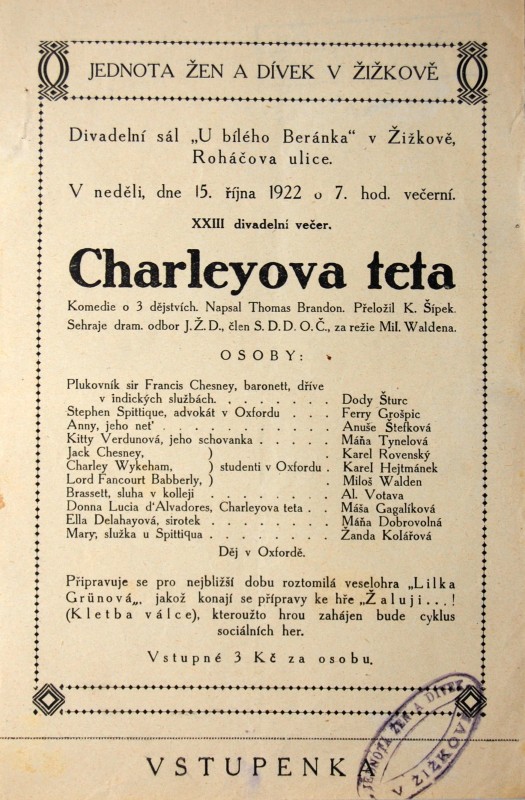 JEDNOTA ŽEN A DÍVEK V ŽIŽKOVĚ
Divadelní sál „U bílého Beránka" v Žižkově,
Roháčova ulice.
V neděli, dne 15. října 1922 o 7. hod. večerní.
XXIII divadelní večer.
Charleyova teta
Komedie o 3 dějstvích. Napsal Thomas Brandon. Přeložil K. Šípek.
Sehraje dram. odbor J.Ž.D., člen S.D.D.O.Č., za režie Mil. Waldena.
OSOBY:
Plukovník sir Francis Chesney, baronett, dříve
v indických službách. . . . . . . . Dody Šturc
Stephen Spittique, advokát v Oxfordu . . . Ferry Grošpic
Anny, jeho neť . . . . . . . . . . . Anuše Štefková
Kitty Verdunová, jeho schovanka . . . . . Máňa Tynelová
Jack Chesney, ) Karel Rovenský
Charley Wykeham, ) studenti v Oxfordu . Karel Hejtmánek
Lord Fancourt Babberly, ) Miloš Walden
Brassett, sluha v kolleji . . . . . . . . . Al. Votava
Donna Lucia d'Alvadores, Charleyova teta . . Máša Gagalíková
Ella Delahayová, sirotek . . . . . . . . Máňa Dobrovolná
Mary, služka u Spittiqua . . . . . . . . Žanda Kolářová
Děj v Oxfordě.
Připravuje se pro nejbližší dobu roztomilá veselohra „Lilka
Grünová„, jakož konají se přípravy ke hře „Žaluji...!
(Kletba válce), kteroužto hrou zahájen bude cyklus
sociálních her.
Vstupné 3 Kč za osobu.
JEDNOTA ŽEN A DÍVEK
V ŽIŽKOVĚ
VSTUPENKA